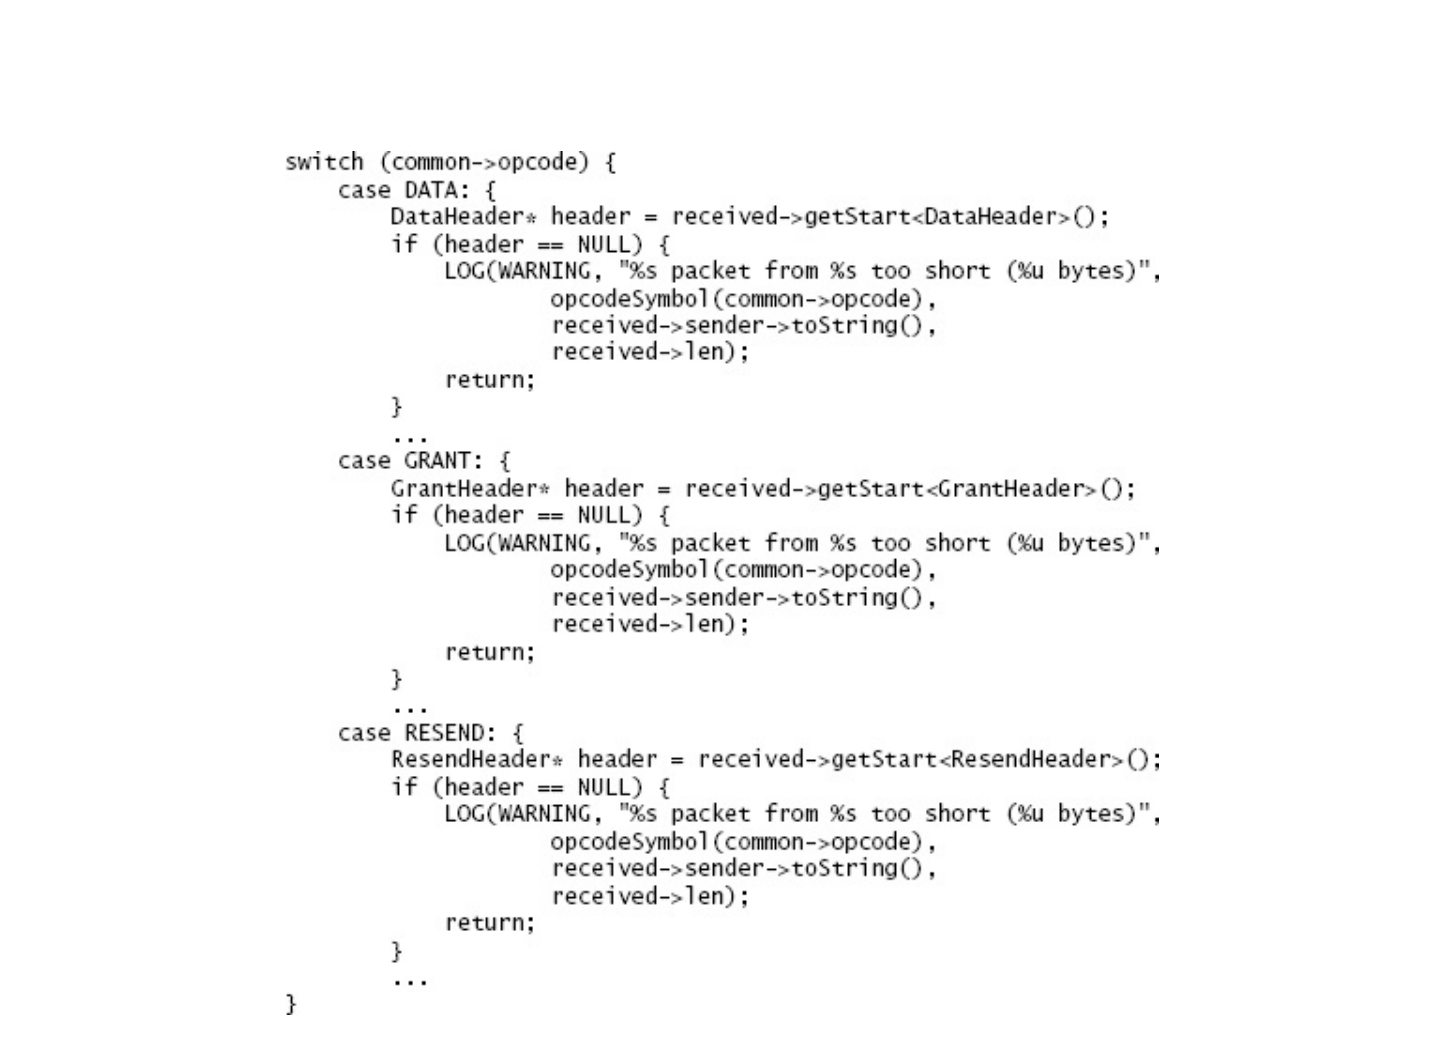 switch (common->opcode) {
    case DATA: {
        DataHeader* header = received->getStart<DataHeader>();
        if (header == NULL) {
            LOG(WARNING, "%s packet from %s too short (%u bytes)",
                    opcodeSymbol(common->opcode),
                    received->sender->toString(),
                    received->len);
            return;
        }
        ...
    case GRANT: {
        GrantHeader* header = received->getStart<GrantHeader>();
        if (header == NULL) {
            LOG(WARNING, "%s packet from %s too short (%u bytes)",
                    opcodeSymbol(common->opcode),
                    received->sender->toString(),
                    received->len);
            return;
        }
        ...
    case RESEND: {
        ResendHeader* header = received->getStart<ResendHeader>();
        if (header == NULL) {
            LOG(WARNING, "%s packet from %s too short (%u bytes)",
                    opcodeSymbol(common->opcode),
                    received->sender->toString(),
                    received->len);
            return;
        }
        ...
}